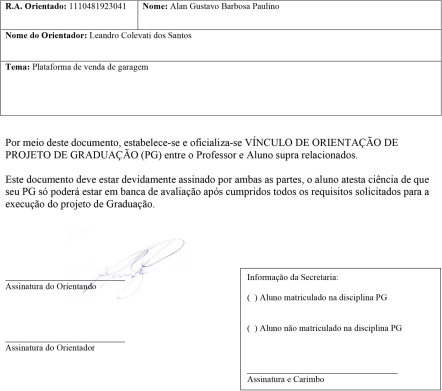 R.A. Orientado: 1110481923041 Nome: Alan Gustavo Barbosa Paulino
Nome do Orientador: Leandro Colevati dos Santos
Tema: Plataforma de venda de garagem
Por meio deste documento, estabelece-se e oficializa-se VÍNCULO DE ORIENTAÇÃO DE
PROJETO DE GRADUAÇÃO (PG) entre o Professor e Aluno supra relacionados.
Este documento deve estar devidamente assinado por ambas as partes, o aluno atesta ciência de que
seu PG só poderá estar em banca de avaliação após cumpridos todos os requisitos solicitados para a
execução do projeto de Graduação.
Assinatura do Orientando
Assinatura do Orientador
Informação da Secretaria:
( ) Aluno matriculado na disciplina PG
( ) Aluno não matriculado na disciplina PG
Assinatura e Carimbo